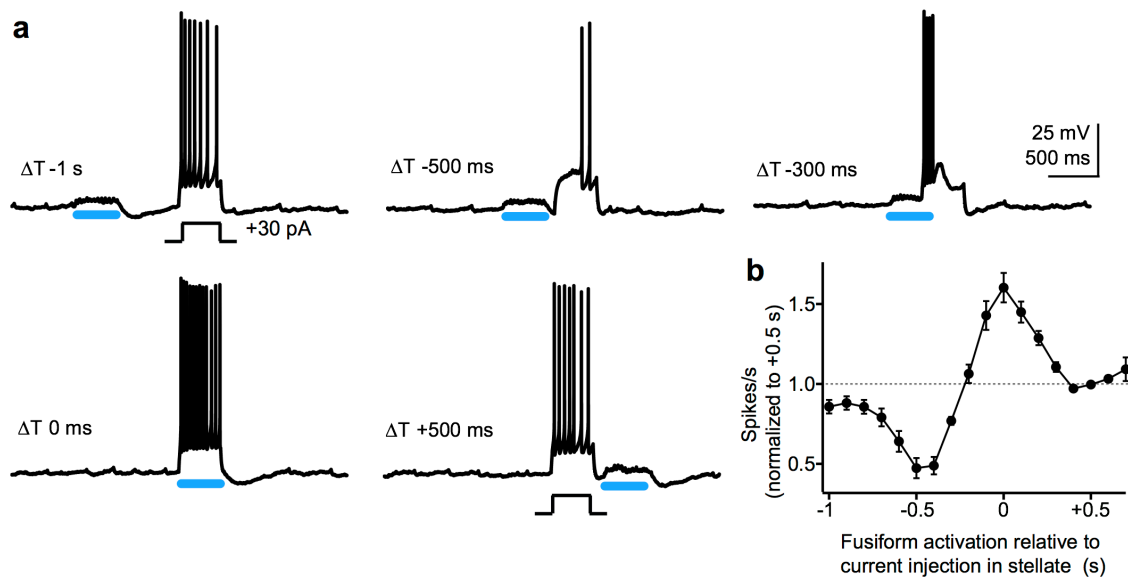 a
ΔT -1 s
+30 pA
ΔT -500 ms
ΔT -300 ms
25 mV
500 ms
ΔT 0 ms
ΔT +500 ms
b
Spikes/s
(normalized to +0.5 s)
1.5
1.0
0.5
-1
-0.5
0
+0.5
Fusiform activation relative to
current injection in stellate (s)